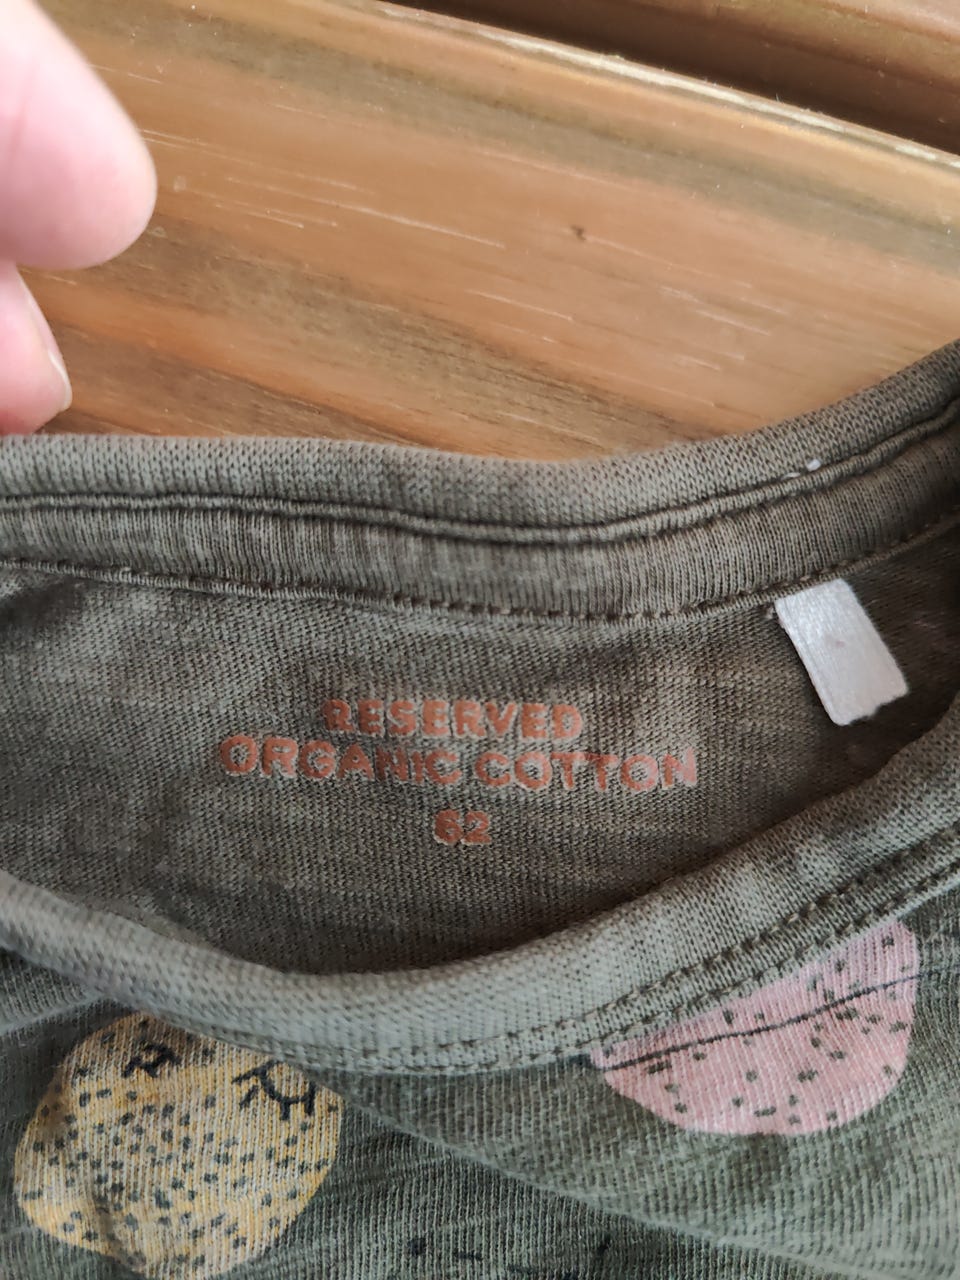 RESERVED
ORGANIC COTTON
62